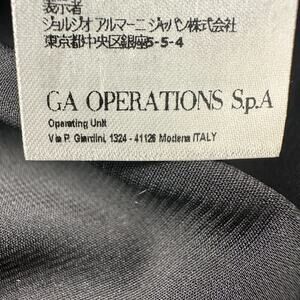 表示者
ジョルジオ アルマーニ ジャパン株式会社
東京都中央区銀座5-5-4
GA OPERATIONS S.p.A
Operating Unit
Via P. Giardini, 1324 - 41126 Modena ITALY